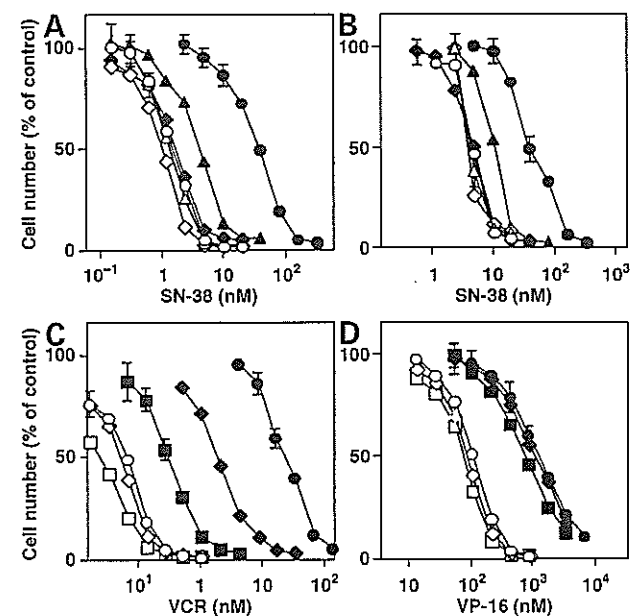 A
B
Cell number (% of control)
100
50
0
10⁻¹ 1 10 10²
SN-38 (nM)
100
50
0
1 10 10² 10³
SN-38 (nM)
C
D
Cell number (% of control)
100
50
0
10¹ 1 10 10²
VCR (nM)
100
50
0
10 10² 10³ 10⁴
VP-16 (nM)